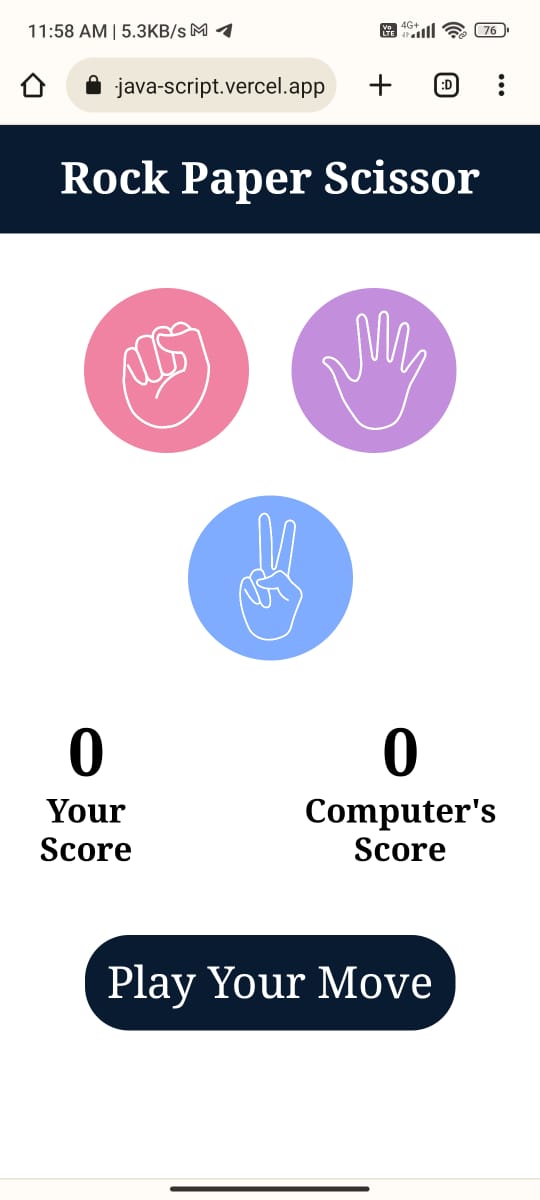 11:58 AM | 5.3KB/s
Vo LTE 4G+ 76
-java-script.vercel.app
:D
Rock Paper Scissor
0
Your
Score
0
Computer's
Score
Play Your Move